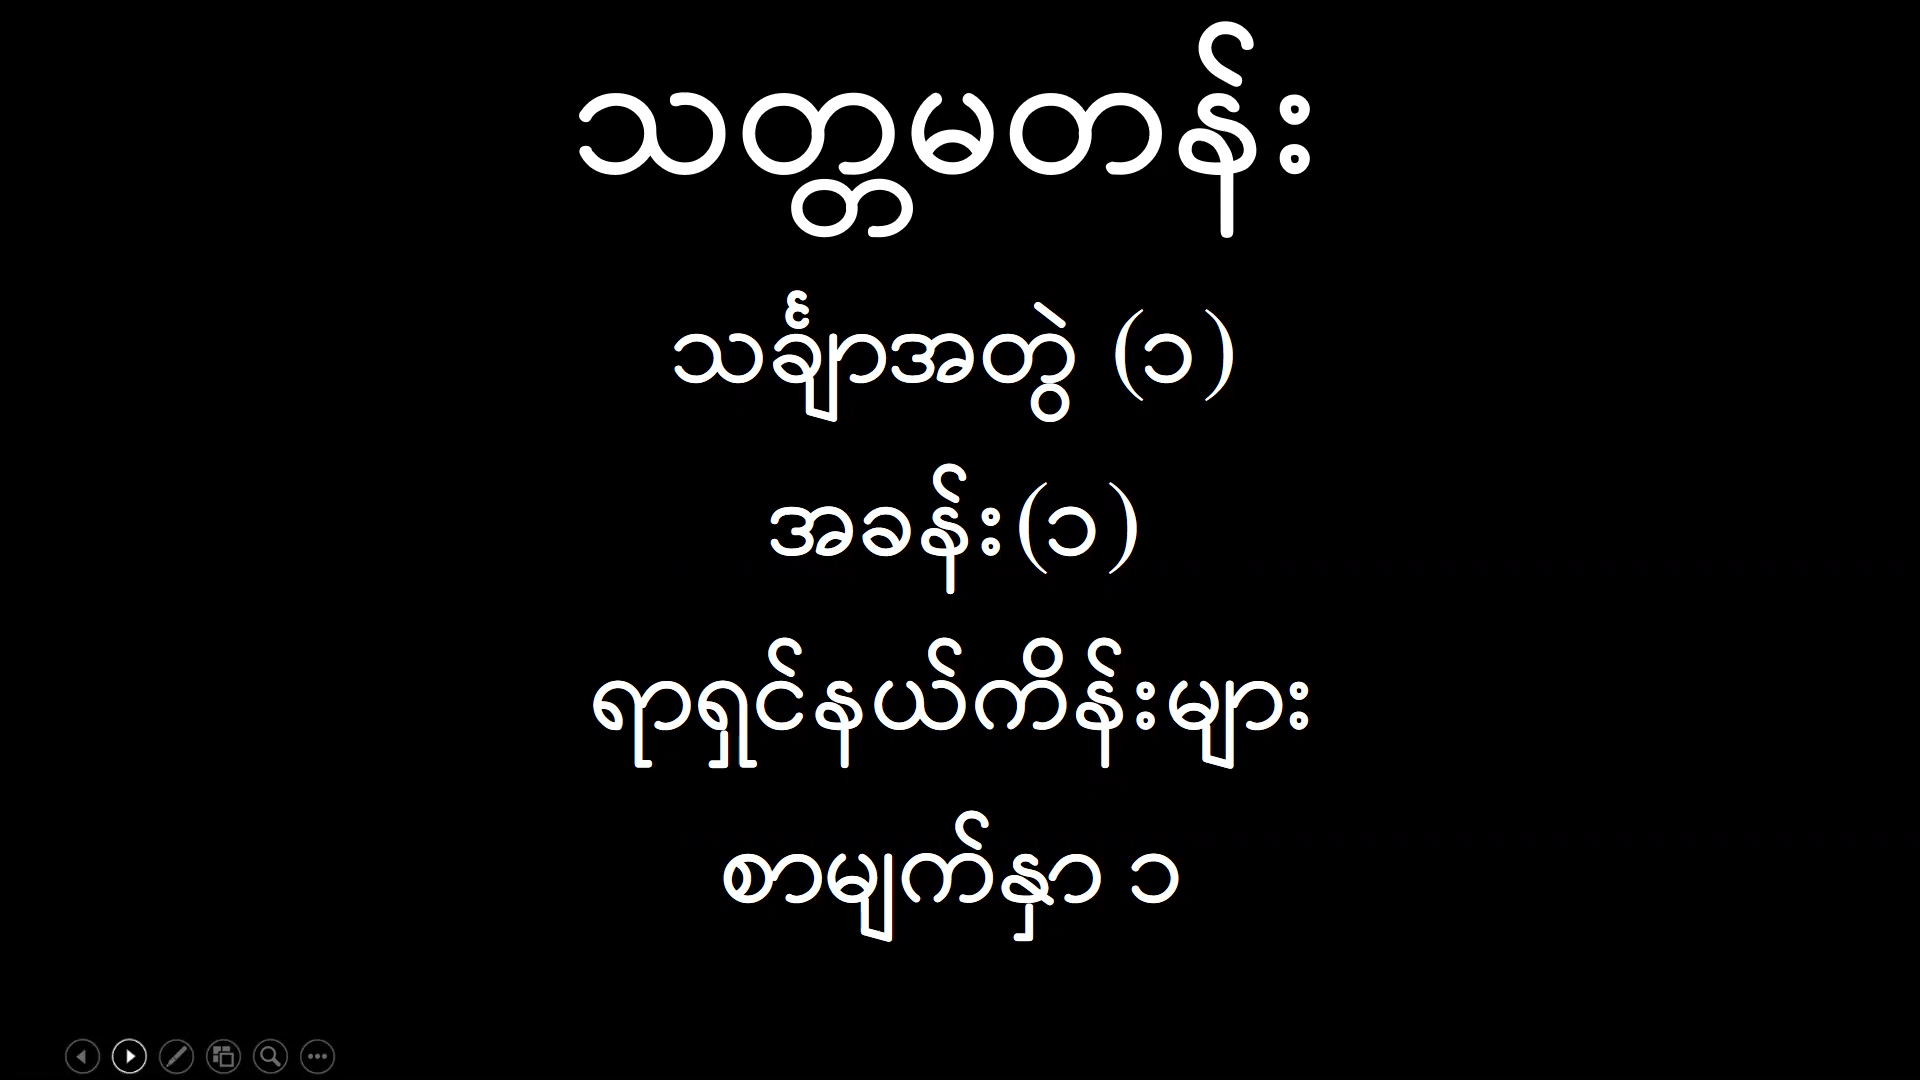 သတ္တမတန်း
သင်္ချာအတွဲ (၁)
အခန်း(၁)
ရာရှင်နယ်ကိန်းများ
စာမျက်နှာ ၁